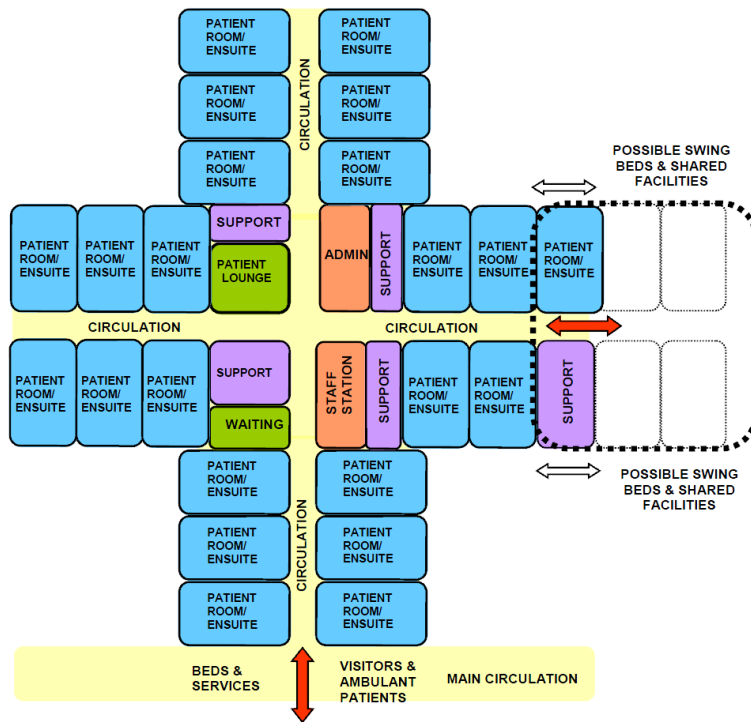 PATIENT
ROOM/
ENSUITE
PATIENT
ROOM/
ENSUITE
CIRCULATION
PATIENT
ROOM/
ENSUITE
PATIENT
ROOM/
ENSUITE
PATIENT
ROOM/
ENSUITE
PATIENT
ROOM/
ENSUITE
POSSIBLE SWING
BEDS & SHARED
FACILITIES
PATIENT
ROOM/
ENSUITE
PATIENT
ROOM/
ENSUITE
PATIENT
ROOM/
ENSUITE
SUPPORT
PATIENT
LOUNGE
ADMIN
SUPPORT
PATIENT
ROOM/
ENSUITE
PATIENT
ROOM/
ENSUITE
PATIENT
ROOM/
ENSUITE
CIRCULATION
CIRCULATION
PATIENT
ROOM/
ENSUITE
PATIENT
ROOM/
ENSUITE
PATIENT
ROOM/
ENSUITE
SUPPORT
WAITING
STAFF
STATION
SUPPORT
PATIENT
ROOM/
ENSUITE
PATIENT
ROOM/
ENSUITE
SUPPORT
PATIENT
ROOM/
ENSUITE
PATIENT
ROOM/
ENSUITE
POSSIBLE SWING
BEDS & SHARED
FACILITIES
CIRCULATION
PATIENT
ROOM/
ENSUITE
PATIENT
ROOM/
ENSUITE
PATIENT
ROOM/
ENSUITE
PATIENT
ROOM/
ENSUITE
BEDS &
SERVICES
VISITORS &
AMBULANT
PATIENTS
MAIN CIRCULATION